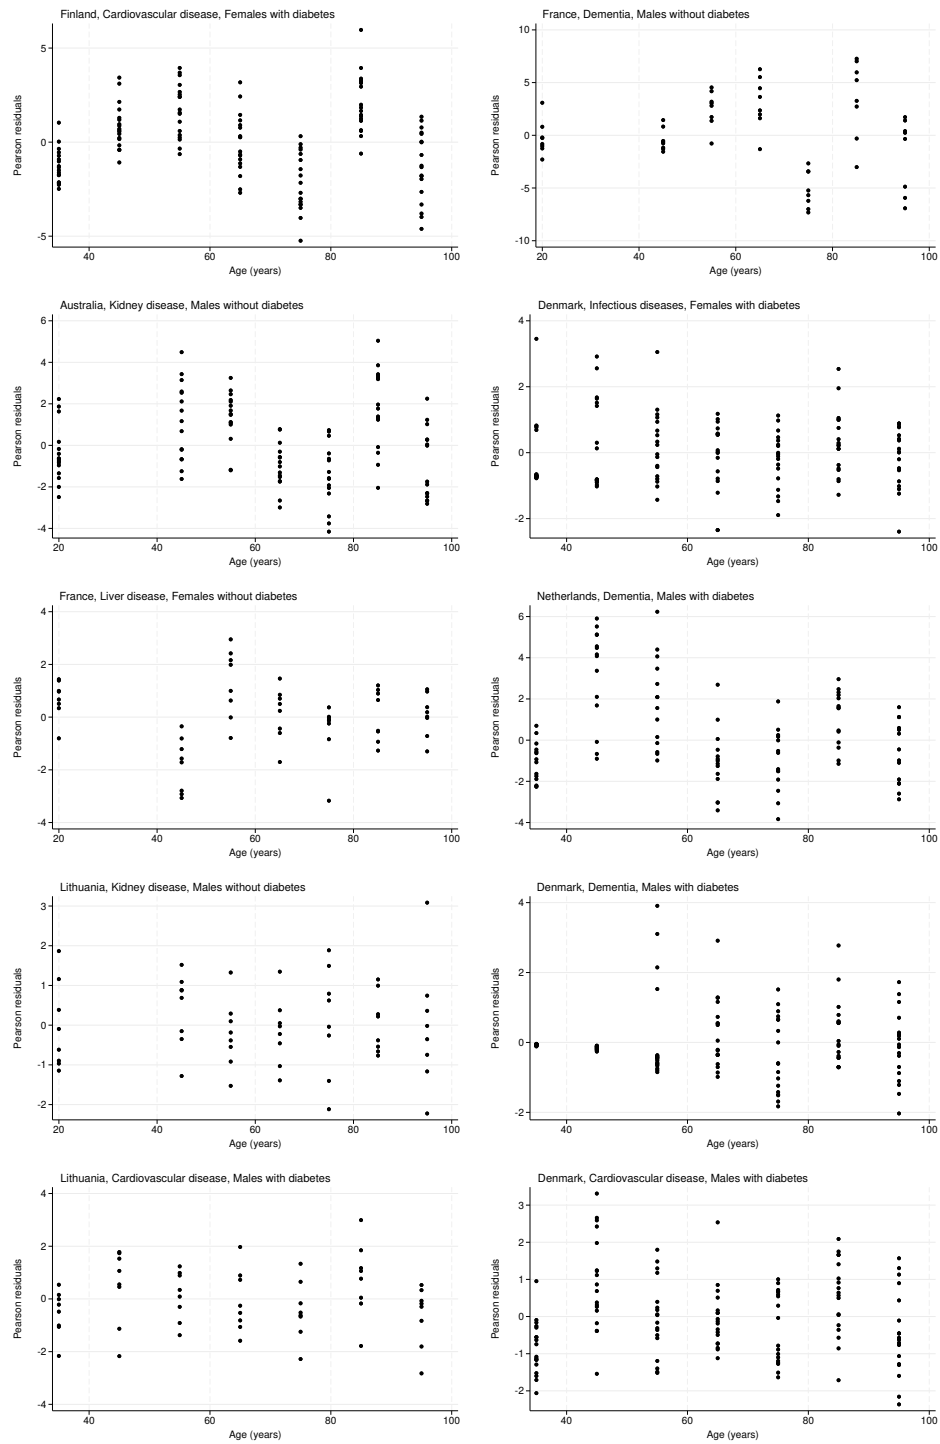 Finland, Cardiovascular disease, Females with diabetes
5
0
-5
Pearson residuals
40 60 80 100
Age (years)
France, Dementia, Males without diabetes
10
5
0
-5
-10
Pearson residuals
20 40 60 80 100
Age (years)
Australia, Kidney disease, Males without diabetes
6
4
2
0
-2
-4
Pearson residuals
20 40 60 80 100
Age (years)
Denmark, Infectious diseases, Females with diabetes
4
2
0
-2
Pearson residuals
40 60 80 100
Age (years)
France, Liver disease, Females without diabetes
4
2
0
-2
-4
Pearson residuals
20 40 60 80 100
Age (years)
Netherlands, Dementia, Males with diabetes
6
4
2
0
-2
-4
Pearson residuals
40 60 80 100
Age (years)
Lithuania, Kidney disease, Males without diabetes
3
2
1
0
-1
-2
Pearson residuals
20 40 60 80 100
Age (years)
Denmark, Dementia, Males with diabetes
4
2
0
-2
Pearson residuals
40 60 80 100
Age (years)
Lithuania, Cardiovascular disease, Males with diabetes
4
2
0
-2
-4
Pearson residuals
40 60 80 100
Age (years)
Denmark, Cardiovascular disease, Males with diabetes
3
2
1
0
-1
-2
Pearson residuals
40 60 80 100
Age (years)